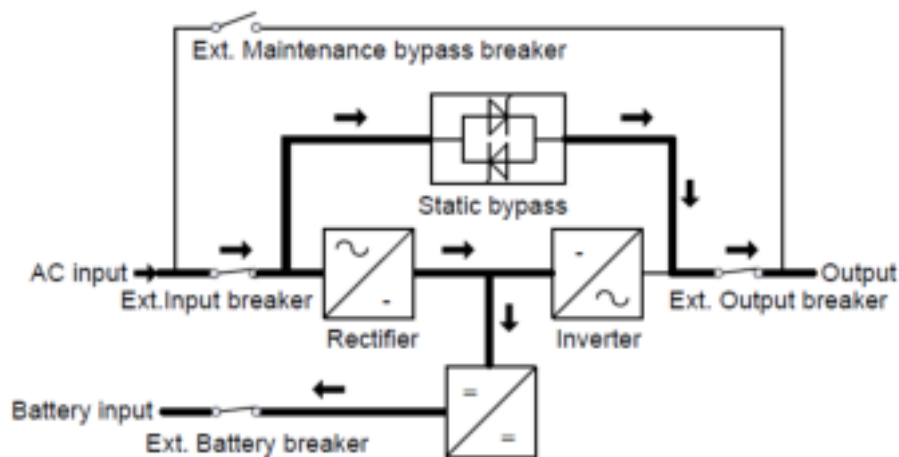 Ext. Maintenance bypass breaker
Static bypass
AC input
Output
Ext.Input breaker
Ext. Output breaker
Rectifier
Inverter
Battery input
Ext. Battery breaker